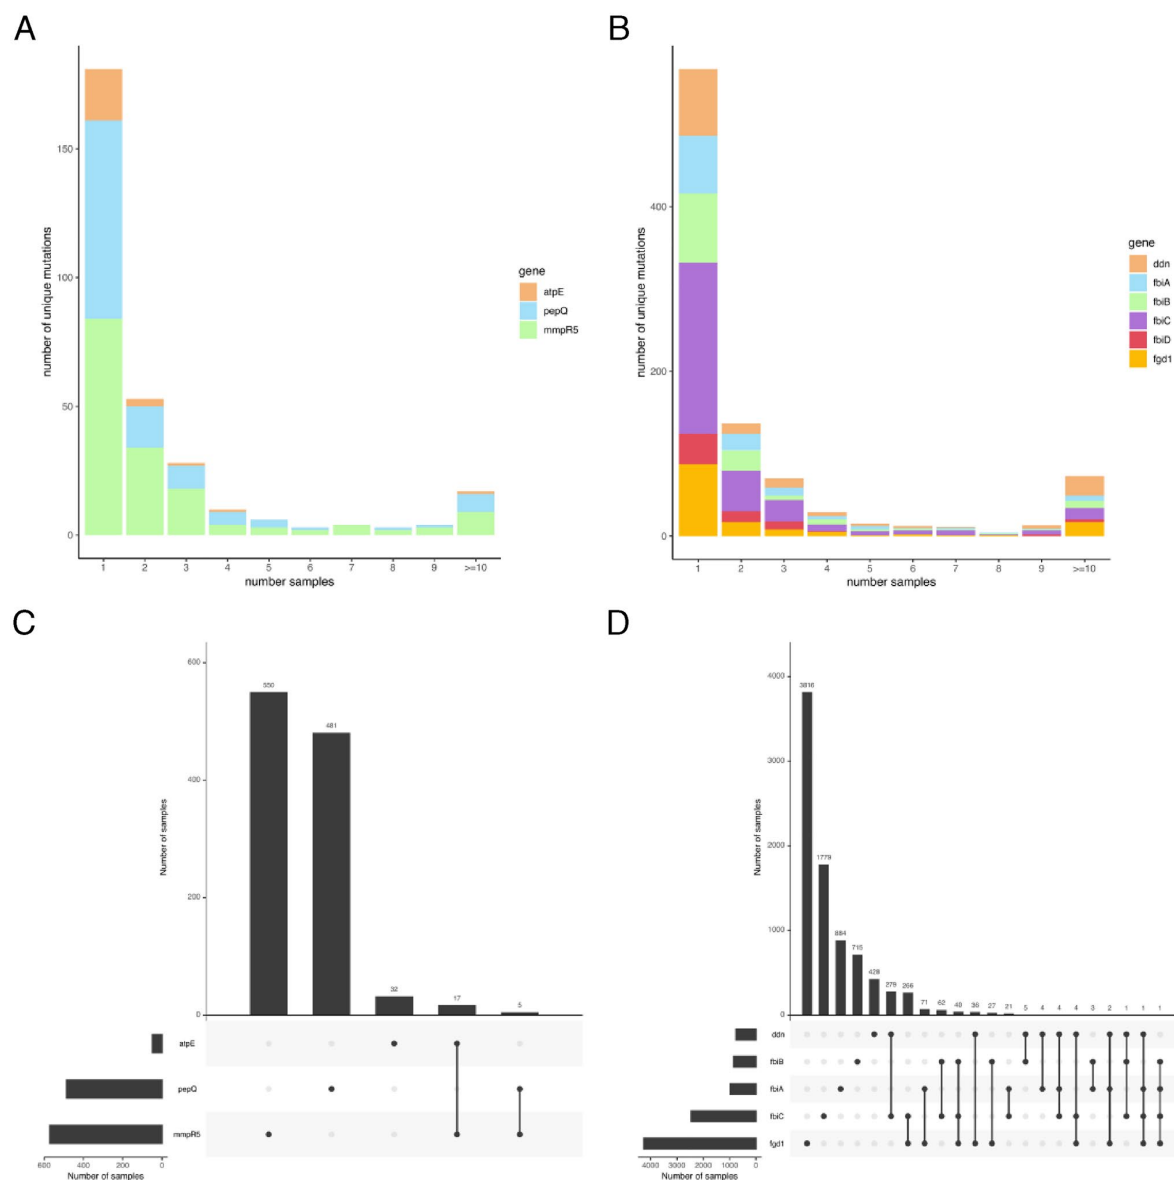 A
number of unique mutations
150
100
50
0
1 2 3 4 5 6 7 8 9 >=10
number samples
gene
atpE
pepQ
mmpR5
B
number of unique mutations
400
200
0
1 2 3 4 5 6 7 8 9 >=10
number samples
gene
ddn
fbiA
fbiB
fbiC
fbiD
fgd1
C
Number of samples
600
400
200
0
550 481 32 17 5
atpE
pepQ
mmpR5
600 400 200 0
Number of samples
D
Number of samples
4000
3000
2000
1000
0
3816 1779 884 715 428 279 266 71 62 40 36 27 21 5 4 4 4 3 2 1 1 1
ddn
fbiB
fbiA
fbiC
fgd1
4000 3000 2000 1000 0
Number of samples